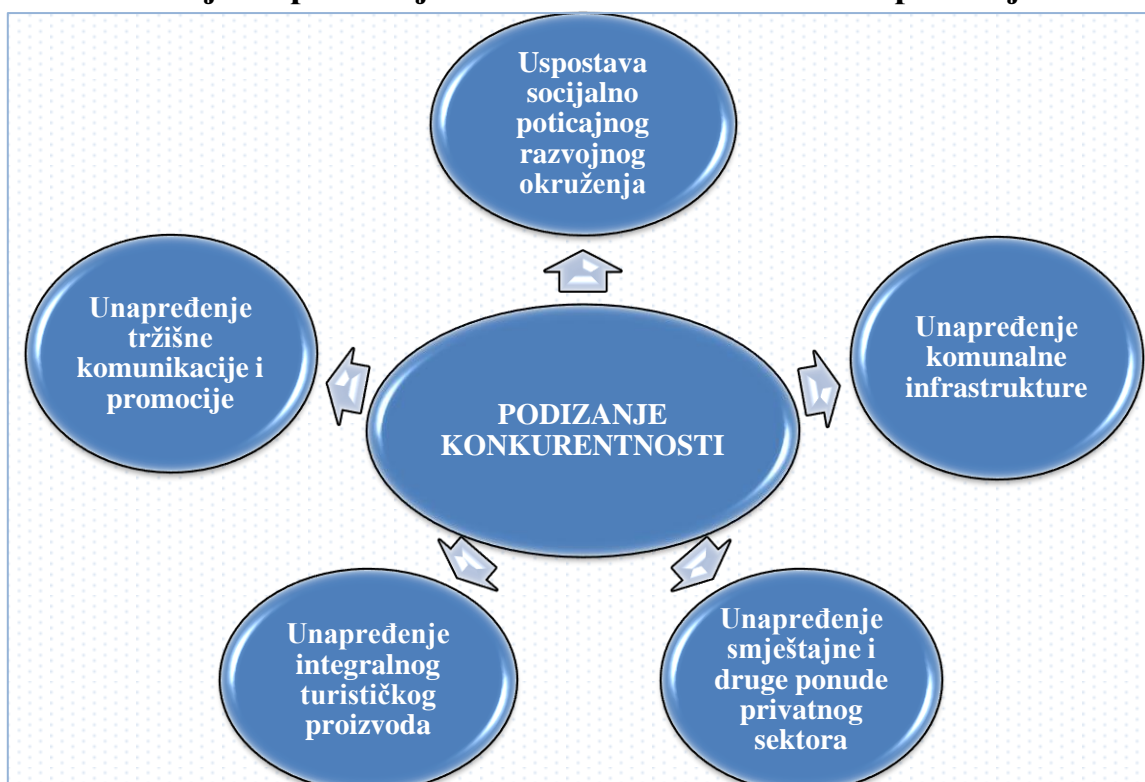 Uspostava
socijalno
poticajnog
razvojnog
okruženja
Unapređenje
tržišne
komunikacije i
promocije
Unapređenje
komunalne
infrastrukture
PODIZANJE
KONKURENTNOSTI
Unapređenje
integralnog
turističkog
proizvoda
Unapređenje
smještajne i
druge ponude
privatnog
sektora